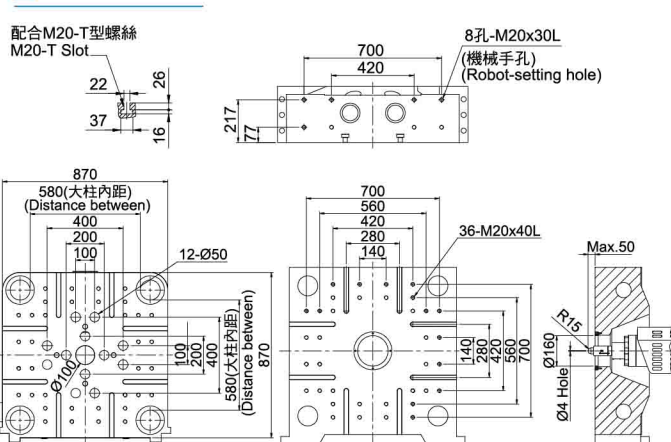 配合M20-T型螺絲
M20-T Slot
22
26
37
16
700
420
217
77
8孔-M20x30L
(機械手孔)
(Robot-setting hole)
870
580(大柱內距)
(Distance between)
400
200
100
12-Ø50
Ø100
100
200
400
580(大柱內距)
(Distance between)
870
700
560
420
280
140
36-M20x40L
140
280
420
560
700
Max.50
R15
Ø160
Ø4 Hole